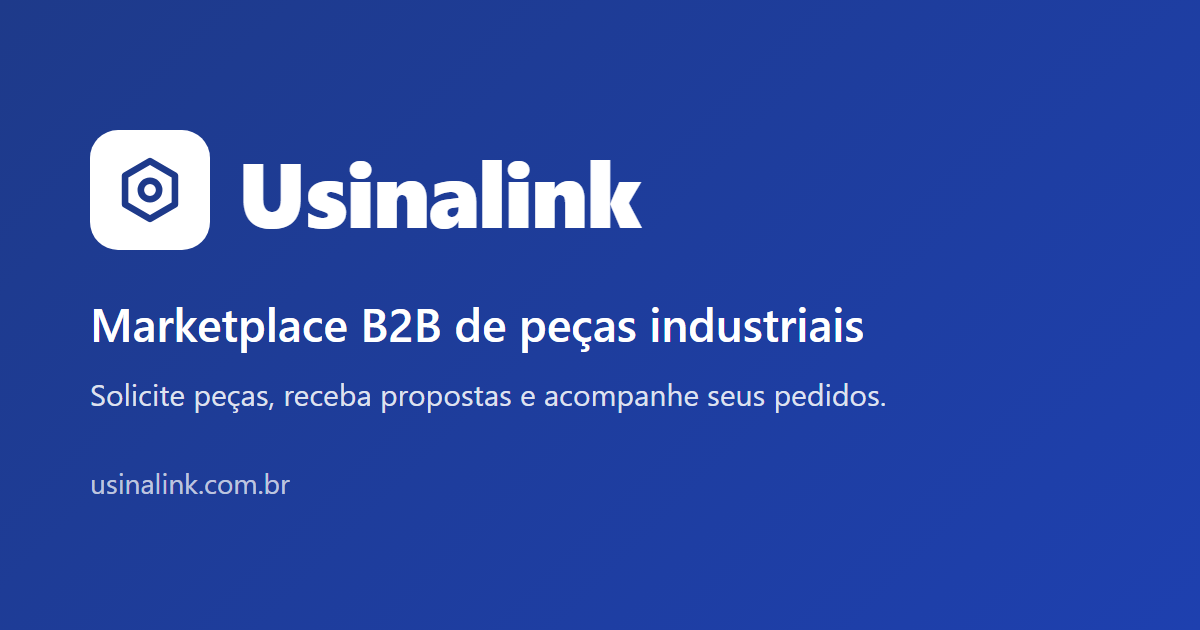 Usinalink
Marketplace B2B de peças industriais
Solicite peças, receba propostas e acompanhe seus pedidos.
usinalink.com.br